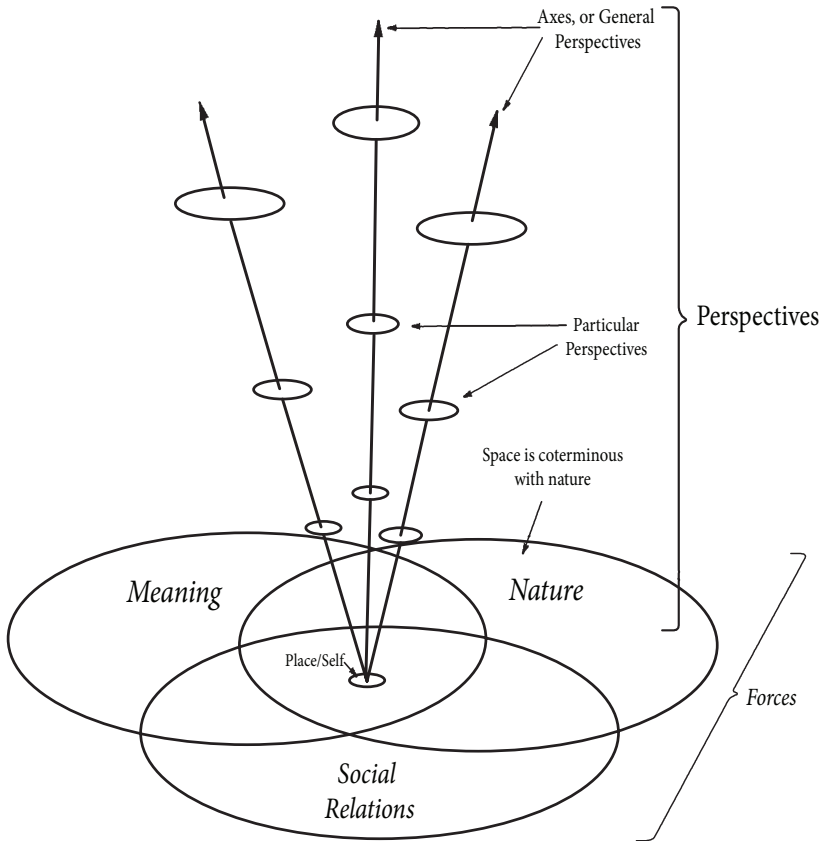 Axes, or General
Perspectives
Particular
Perspectives
Perspectives
Space is coterminous
with nature
Meaning
Nature
Place/Self
Forces
Social
Relations